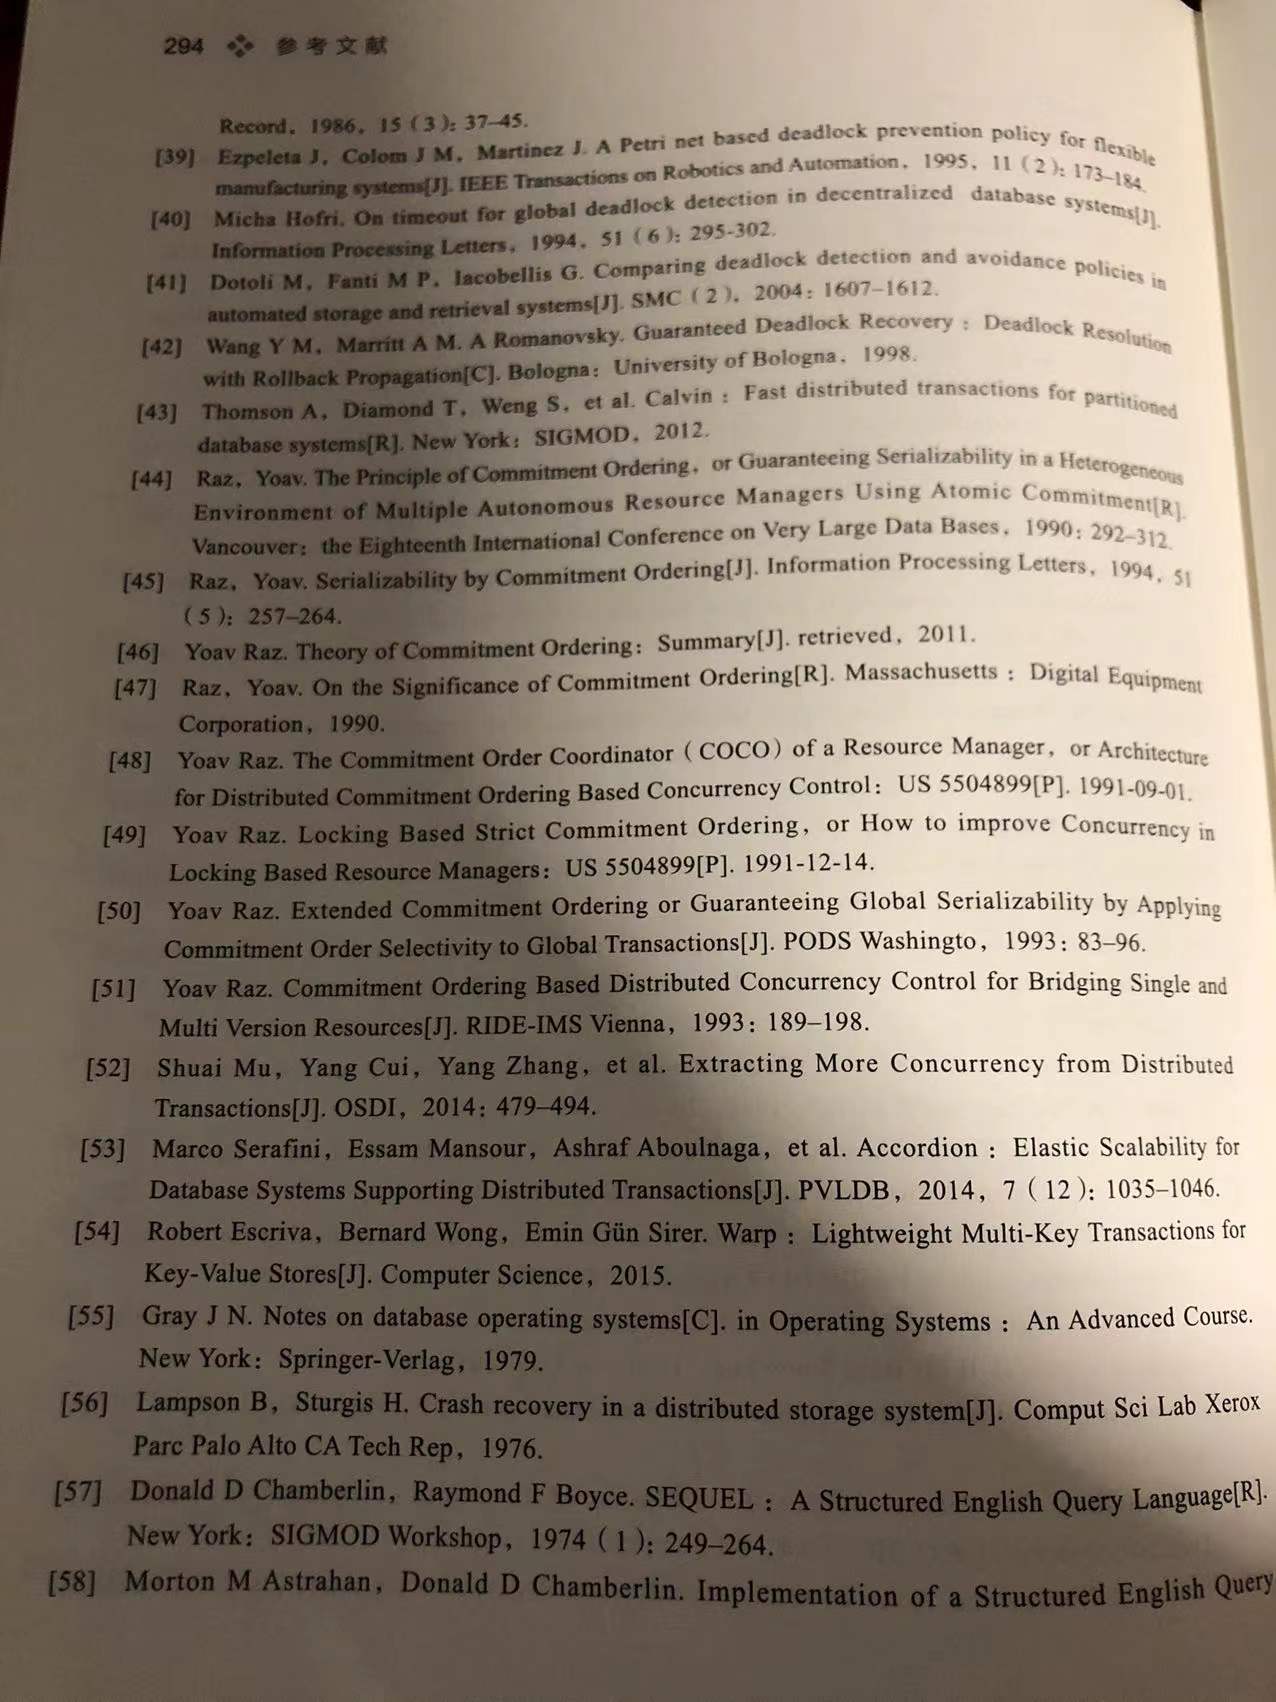 294 参考文献
Record，1986，15（3）：37–45.
[39] Ezpeleta J，Colom J M，Martinez J. A Petri net based deadlock prevention policy for flexible
manufacturing systems[J]. IEEE Transactions on Robotics and Automation，1995，11（2）：173–184.
[40] Micha Hofri. On timeout for global deadlock detection in decentralized database systems[J].
Information Processing Letters，1994，51（6）：295-302.
[41] Dotoli M，Fanti M P，Iacobellis G. Comparing deadlock detection and avoidance policies in
automated storage and retrieval systems[J]. SMC（2），2004：1607–1612.
[42] Wang Y M，Marritt A M. A Romanovsky. Guaranteed Deadlock Recovery：Deadlock Resolution
with Rollback Propagation[C]. Bologna：University of Bologna，1998.
[43] Thomson A，Diamond T，Weng S，et al. Calvin：Fast distributed transactions for partitioned
database systems[R]. New York：SIGMOD，2012.
[44] Raz，Yoav. The Principle of Commitment Ordering，or Guaranteeing Serializability in a Heterogeneous
Environment of Multiple Autonomous Resource Managers Using Atomic Commitment[R].
Vancouver：the Eighteenth International Conference on Very Large Data Bases，1990：292–312.
[45] Raz，Yoav. Serializability by Commitment Ordering[J]. Information Processing Letters，1994，51
（5）：257–264.
[46] Yoav Raz. Theory of Commitment Ordering：Summary[J]. retrieved，2011.
[47] Raz，Yoav. On the Significance of Commitment Ordering[R]. Massachusetts：Digital Equipment
Corporation，1990.
[48] Yoav Raz. The Commitment Order Coordinator（COCO）of a Resource Manager，or Architecture
for Distributed Commitment Ordering Based Concurrency Control：US 5504899[P]. 1991-09-01.
[49] Yoav Raz. Locking Based Strict Commitment Ordering，or How to improve Concurrency in
Locking Based Resource Managers：US 5504899[P]. 1991-12-14.
[50] Yoav Raz. Extended Commitment Ordering or Guaranteeing Global Serializability by Applying
Commitment Order Selectivity to Global Transactions[J]. PODS Washingto，1993：83–96.
[51] Yoav Raz. Commitment Ordering Based Distributed Concurrency Control for Bridging Single and
Multi Version Resources[J]. RIDE-IMS Vienna，1993：189–198.
[52] Shuai Mu，Yang Cui，Yang Zhang，et al. Extracting More Concurrency from Distributed
Transactions[J]. OSDI，2014：479–494.
[53] Marco Serafini，Essam Mansour，Ashraf Aboulnaga，et al. Accordion：Elastic Scalability for
Database Systems Supporting Distributed Transactions[J]. PVLDB，2014，7（12）：1035–1046.
[54] Robert Escriva，Bernard Wong，Emin Gün Sirer. Warp：Lightweight Multi-Key Transactions for
Key-Value Stores[J]. Computer Science，2015.
[55] Gray J N. Notes on database operating systems[C]. in Operating Systems：An Advanced Course.
New York：Springer-Verlag，1979.
[56] Lampson B，Sturgis H. Crash recovery in a distributed storage system[J]. Comput Sci Lab Xerox
Parc Palo Alto CA Tech Rep，1976.
[57] Donald D Chamberlin，Raymond F Boyce. SEQUEL：A Structured English Query Language[R].
New York：SIGMOD Workshop，1974（1）：249–264.
[58] Morton M Astrahan，Donald D Chamberlin. Implementation of a Structured English Query